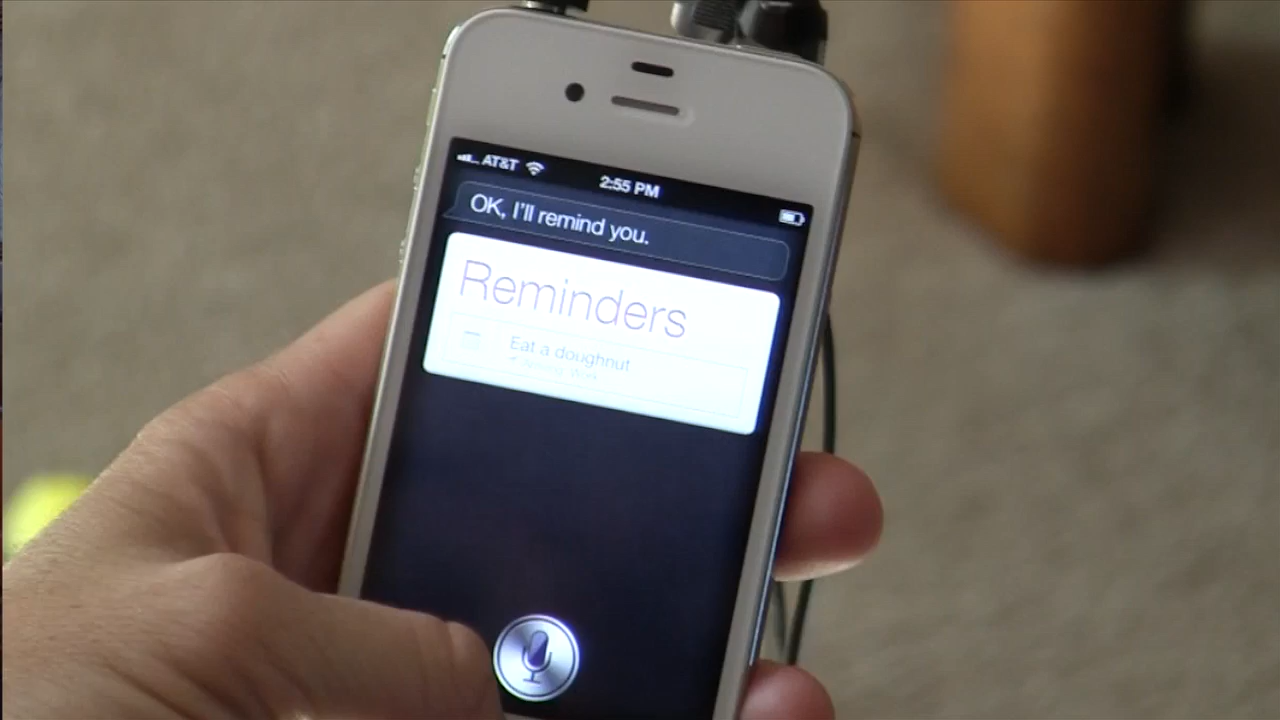 AT&T
2:55 PM
OK, I'll remind you.
Reminders
Eat a doughnut